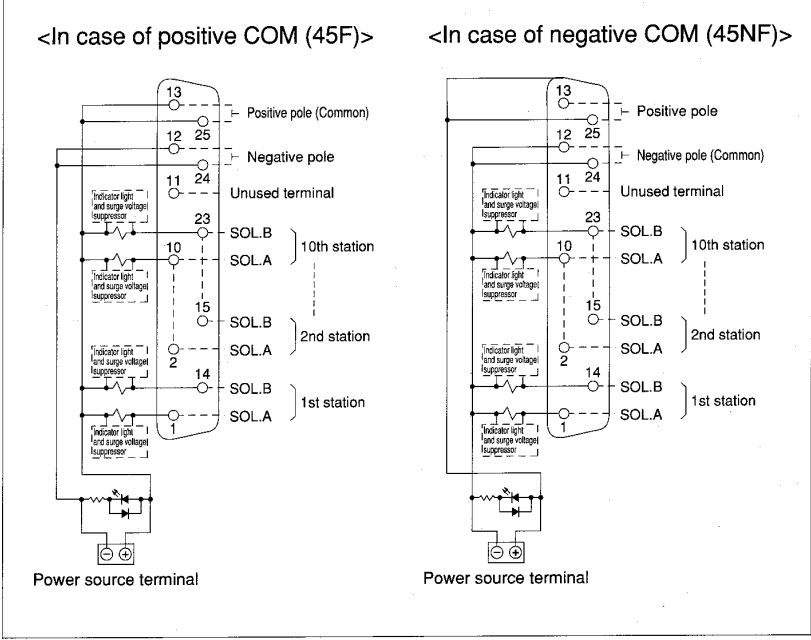 <In case of positive COM (45F)>
13
Positive pole (Common)
12
25
Negative pole
11
24
Unused terminal
Indicator light
and surge voltage
suppressor
23
SOL.B
10th station
10
SOL.A
Indicator light
and surge voltage
suppressor
15
SOL.B
2nd station
Indicator light
and surge voltage
suppressor
2
SOL.A
14
SOL.B
1st station
1
SOL.A
Indicator light
and surge voltage
suppressor
− +
Power source terminal
<In case of negative COM (45NF)>
13
Positive pole
12
25
Negative pole (Common)
11
24
Unused terminal
Indicator light
and surge voltage
suppressor
23
SOL.B
10th station
10
SOL.A
Indicator light
and surge voltage
suppressor
15
SOL.B
2nd station
Indicator light
and surge voltage
suppressor
2
SOL.A
14
SOL.B
1st station
1
SOL.A
Indicator light
and surge voltage
suppressor
− +
Power source terminal